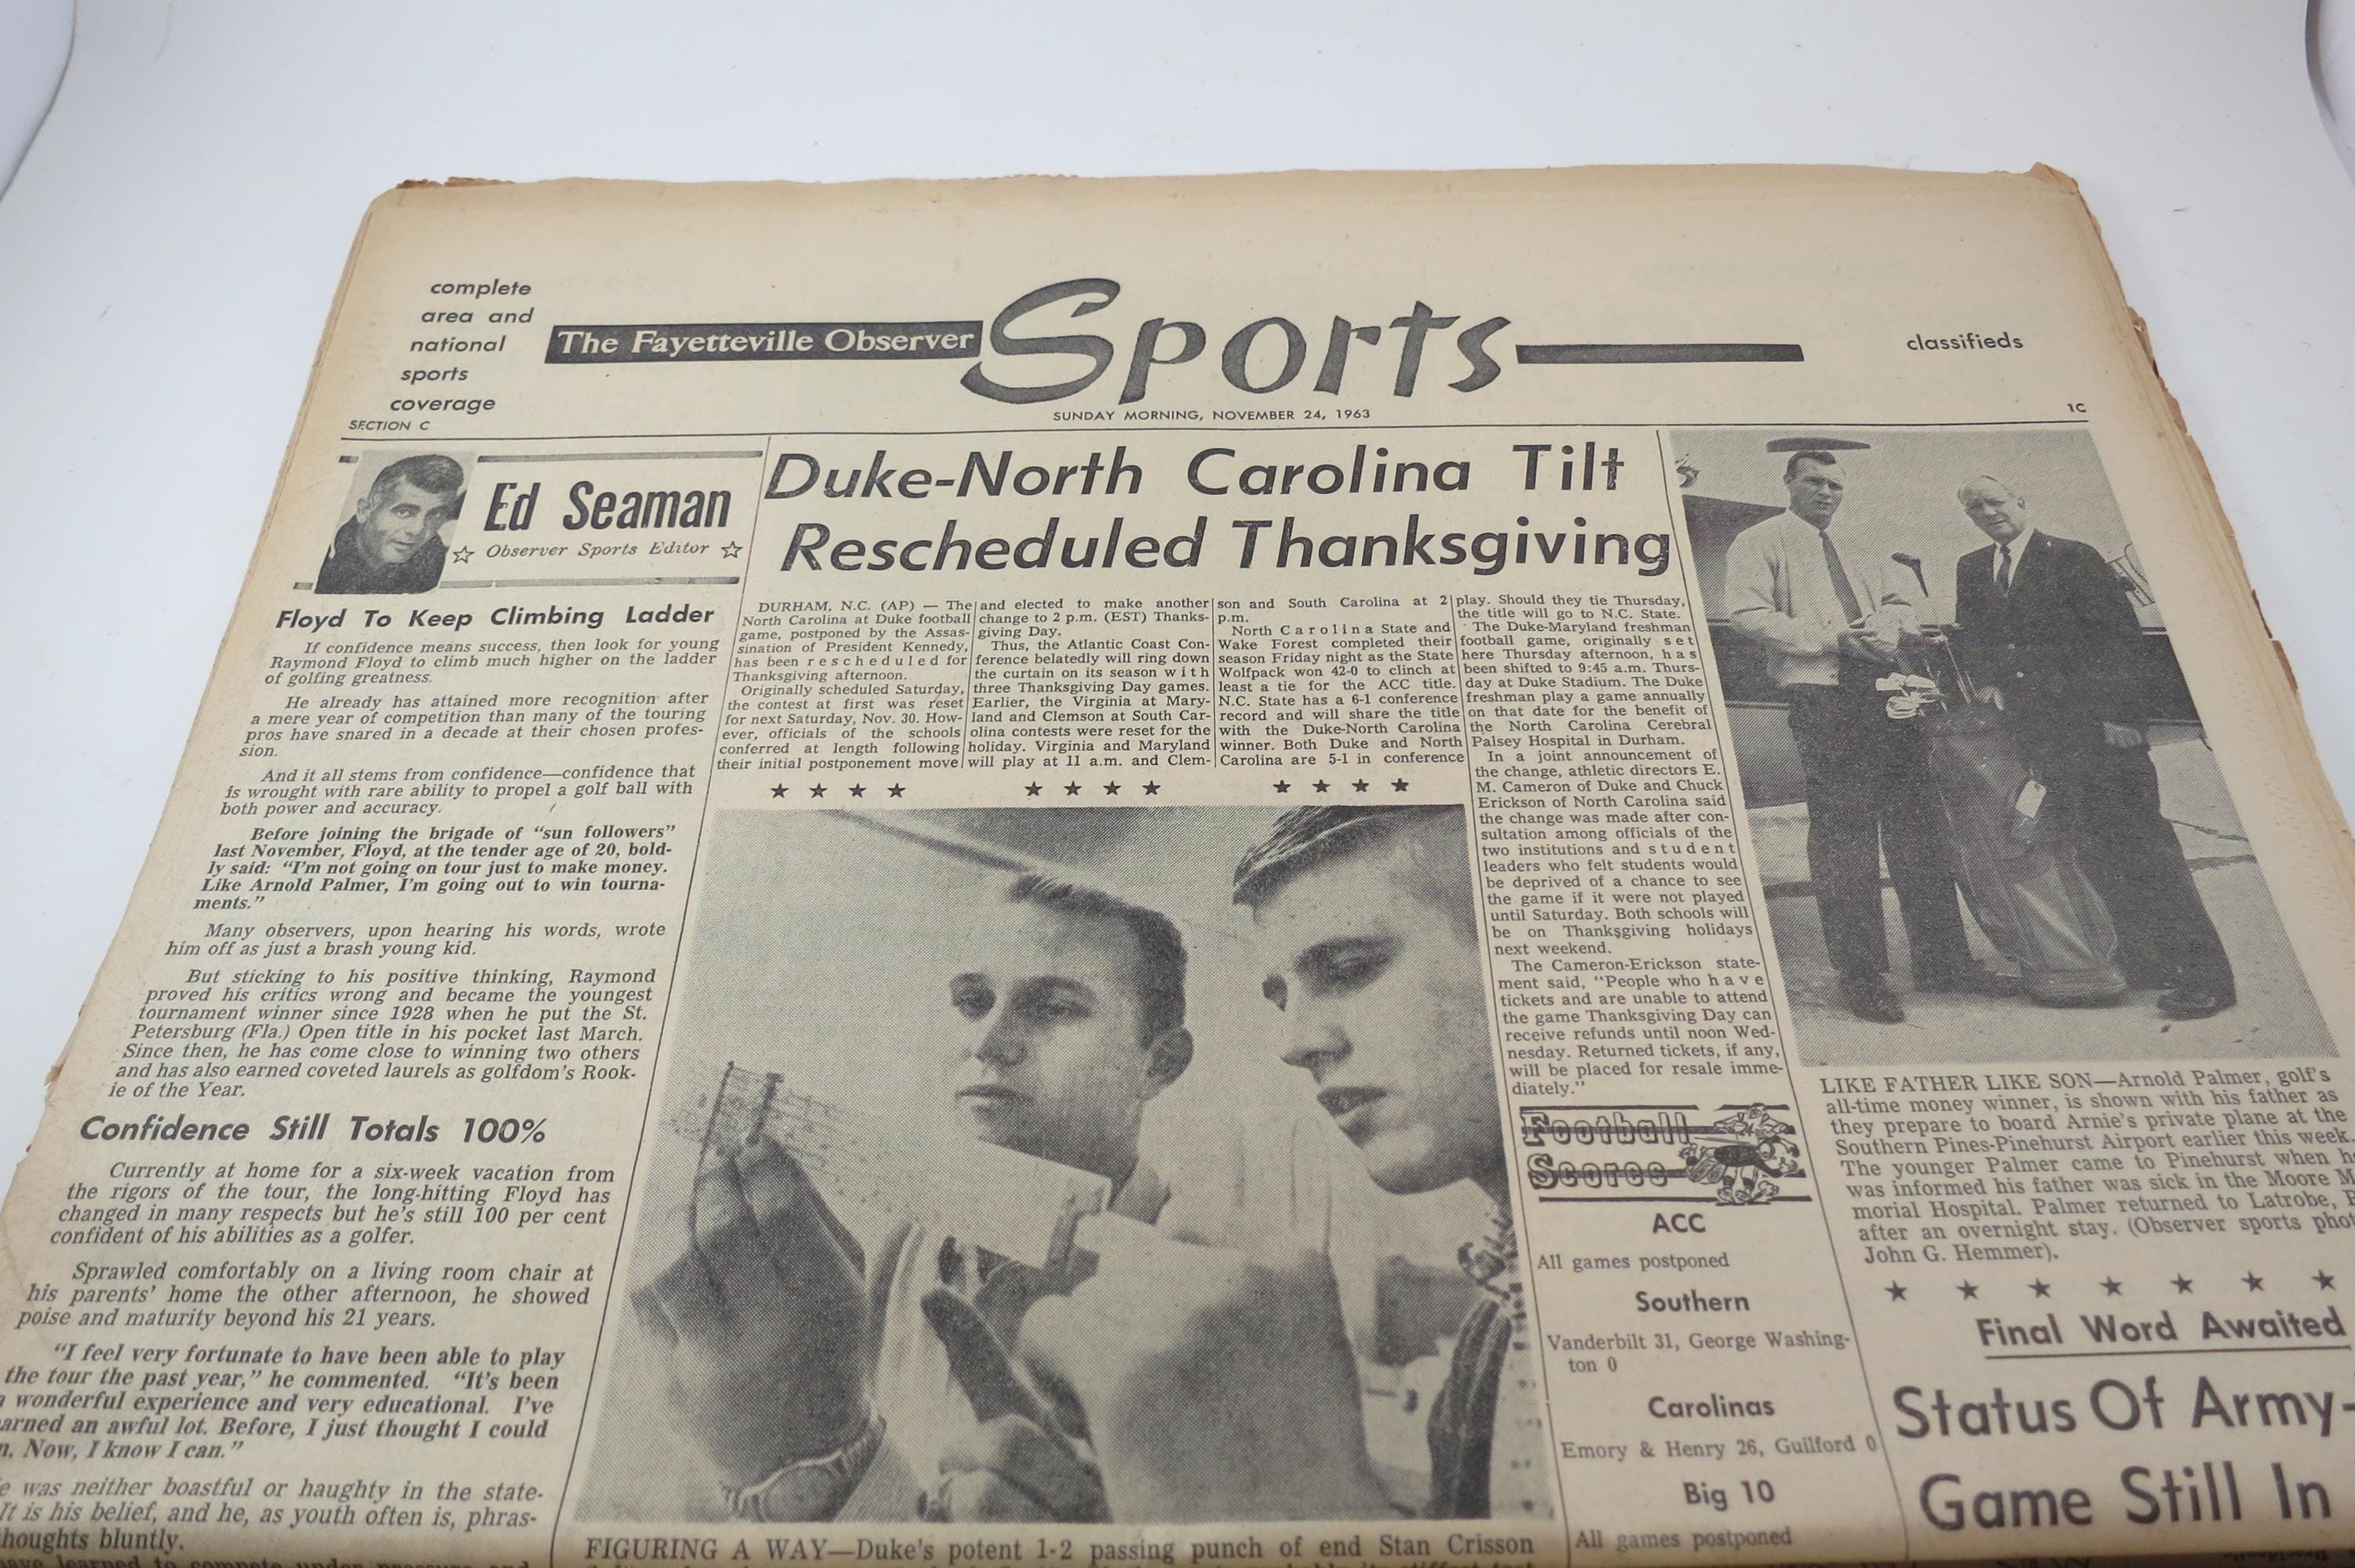 complete
area and
national
sports
coverage
The Fayetteville Observer
Sports
classifieds
SECTION C
SUNDAY MORNING, NOVEMBER 24, 1963
1C
Ed Seaman
☆ Observer Sports Editor ☆
Floyd To Keep Climbing Ladder
If confidence means success, then look for young
Raymond Floyd to climb much higher on the ladder
of golfing greatness.
He already has attained more recognition after
a mere year of competition than many of the touring
pros have snared in a decade at their chosen profes-
sion.
And it all stems from confidence—confidence that
is wrought with rare ability to propel a golf ball with
both power and accuracy.
Before joining the brigade of "sun followers"
last November, Floyd, at the tender age of 20, bold-
ly said: "I'm not going on tour just to make money.
Like Arnold Palmer, I'm going out to win tourna-
ments."
Many observers, upon hearing his words, wrote
him off as just a brash young kid.
But sticking to his positive thinking, Raymond
proved his critics wrong and became the youngest
tournament winner since 1928 when he put the St.
Petersburg (Fla.) Open title in his pocket last March.
Since then, he has come close to winning two others
and has also earned coveted laurels as golfdom's Rook-
ie of the Year.
Confidence Still Totals 100%
Currently at home for a six-week vacation from
the rigors of the tour, the long-hitting Floyd has
changed in many respects but he's still 100 per cent
confident of his abilities as a golfer.
Sprawled comfortably on a living room chair at
his parents' home the other afternoon, he showed
poise and maturity beyond his 21 years.
"I feel very fortunate to have been able to play
the tour the past year," he commented. "It's been
wonderful experience and very educational. I've
arned an awful lot. Before, I just thought I could
n. Now, I know I can."
e was neither boastful or haughty in the state-
It is his belief, and he, as youth often is, phras-
houghts bluntly.
have learned to compete under pressure and
Duke-North Carolina Tilt
Rescheduled Thanksgiving
DURHAM, N.C. (AP) — The
North Carolina at Duke football
game, postponed by the Assas-
sination of President Kennedy,
has been rescheduled for
Thanksgiving afternoon.
Originally scheduled Saturday,
the contest at first was reset
for next Saturday, Nov. 30. How-
ever, officials of the schools
conferred at length following
their initial postponement move
and elected to make another
change to 2 p.m. (EST) Thanks-
giving Day.
Thus, the Atlantic Coast Con-
ference belatedly will ring down
the curtain on its season with
three Thanksgiving Day games.
Earlier, the Virginia at Mary-
land and Clemson at South Car-
olina contests were reset for the
holiday. Virginia and Maryland
will play at 11 a.m. and Clem-
son and South Carolina at 2
p.m.
North Carolina State and
Wake Forest completed their
season Friday night as the State
Wolfpack won 42-0 to clinch at
least a tie for the ACC title.
N.C. State has a 6-1 conference
record and will share the title
with the Duke-North Carolina
winner. Both Duke and North
Carolina are 5-1 in conference
play. Should they tie Thursday,
the title will go to N.C. State.
The Duke-Maryland freshman
football game, originally set
here Thursday afternoon, has
been shifted to 9:45 a.m. Thurs-
day at Duke Stadium. The Duke
freshman play a game annually
on that date for the benefit of
the North Carolina Cerebral
Palsey Hospital in Durham.
In a joint announcement of
the change, athletic directors E.
M. Cameron of Duke and Chuck
Erickson of North Carolina said
the change was made after con-
sultation among officials of the
two institutions and student
leaders who felt students would
be deprived of a chance to see
the game if it were not played
until Saturday. Both schools will
be on Thanksgiving holidays
next weekend.
The Cameron-Erickson state-
ment said, "People who have
tickets and are unable to attend
the game Thanksgiving Day can
receive refunds until noon Wed-
nesday. Returned tickets, if any,
will be placed for resale imme-
diately."
★ ★ ★ ★ ★ ★ ★ ★ ★ ★ ★ ★
FIGURING A WAY—Duke's potent 1-2 passing punch of end Stan Crisson
Football
Scores
ACC
All games postponed
Southern
Vanderbilt 31, George Washing-
ton 0
Carolinas
Emory & Henry 26, Guilford 0
Big 10
All games postponed
LIKE FATHER LIKE SON—Arnold Palmer, golf's
all-time money winner, is shown with his father as
they prepare to board Arnie's private plane at the
Southern Pines-Pinehurst Airport earlier this week.
The younger Palmer came to Pinehurst when h
was informed his father was sick in the Moore M
morial Hospital. Palmer returned to Latrobe, P
after an overnight stay. (Observer sports phot
John G. Hemmer).
★ ★ ★ ★ ★ ★ ★
Final Word Awaited
Status Of Army-
Game Still In